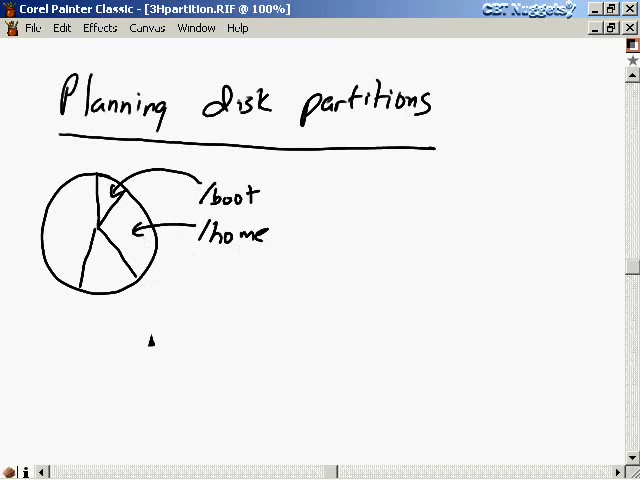 Corel Painter Classic - [3Hpartition.RIF @ 100%]
CBT Nuggets
File Edit Effects Canvas Window Help
Planning disk partitions
/boot
/home